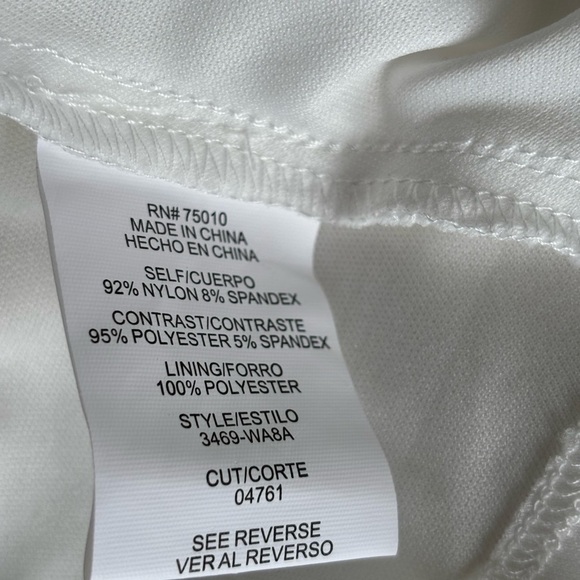 RN# 75010
MADE IN CHINA
HECHO EN CHINA
SELF/CUERPO
92% NYLON 8% SPANDEX
CONTRAST/CONTRASTE
95% POLYESTER 5% SPANDEX
LINING/FORRO
100% POLYESTER
STYLE/ESTILO
3469-WA8A
CUT/CORTE
04761
SEE REVERSE
VER AL REVERSO